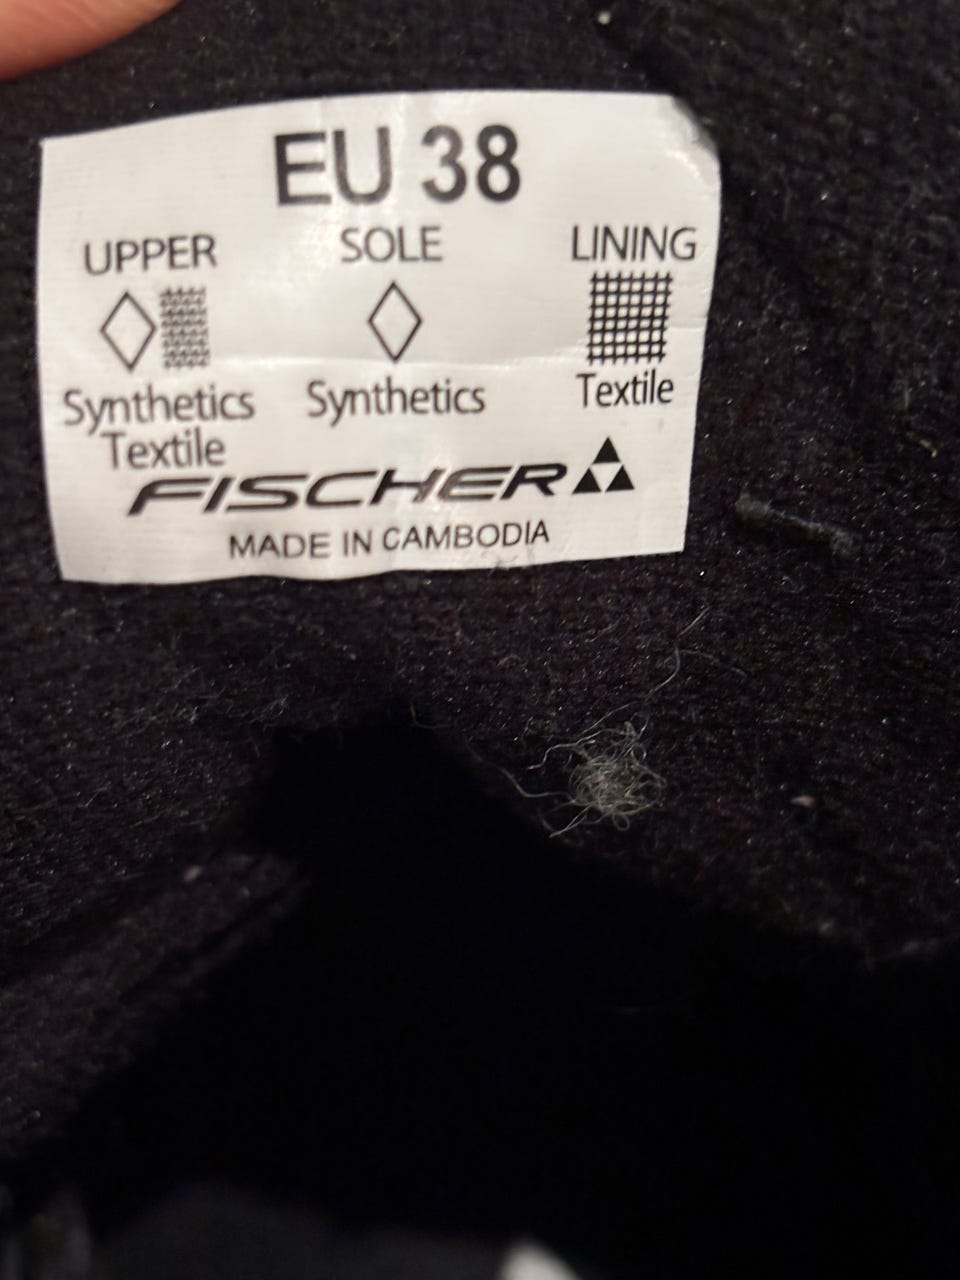 EU 38
UPPER SOLE LINING
Synthetics Synthetics Textile
Textile
FISCHER
MADE IN CAMBODIA